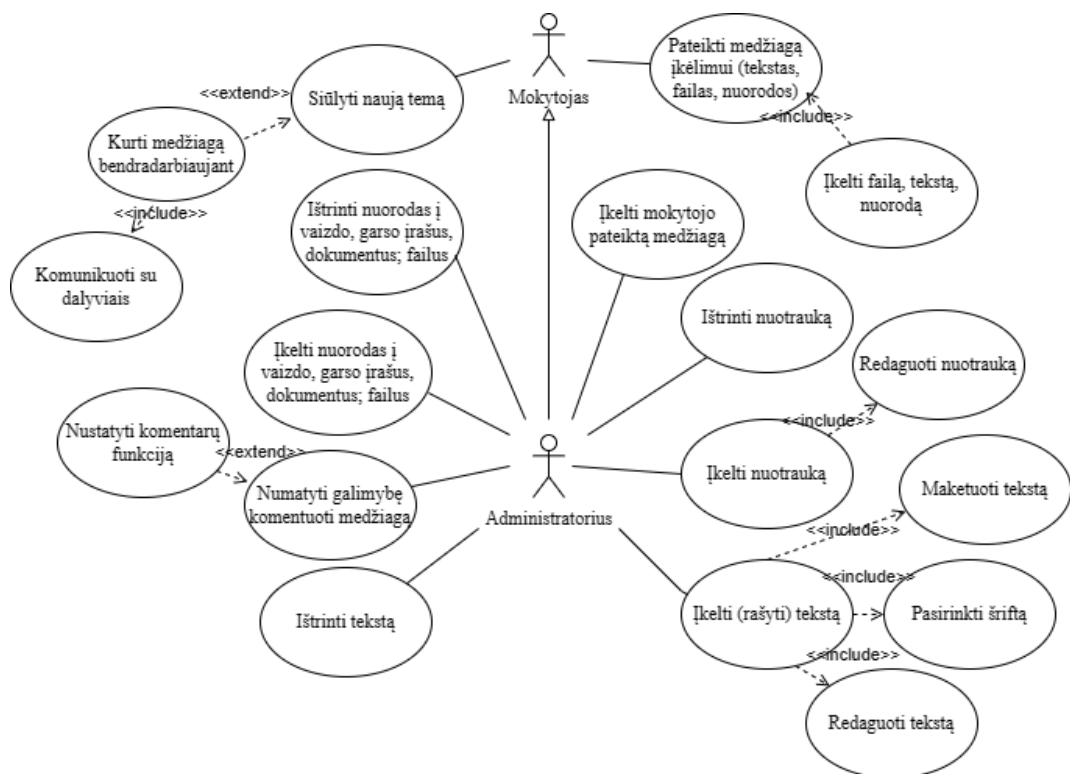 Mokytojas
Pateikti medžiagą
įkėlimui (tekstas,
failas, nuorodos)
<<extend>>
Siūlyti naują temą
<<include>>
Kurti medžiagą
bendradarbiaujant
Įkelti failą, tekstą,
nuorodą
<<include>>
Ištrinti nuorodas į
vaizdo, garso įrašus,
dokumentus; failus
Įkelti mokytojo
pateiktą medžiagą
Komunikuoti su
dalyviais
Ištrinti nuotrauką
Įkelti nuorodas į
vaizdo, garso įrašus,
dokumentus; failus
Redaguoti nuotrauką
Nustatyti komentarų
funkciją
<<include>>
<<extend>>
Įkelti nuotrauką
Numatyti galimybę
komentuoti medžiagą
Administratorius
Maketuoti tekstą
<<include>>
<<include>>
Ištrinti tekstą
Įkelti (rašyti) tekstą
Pasirinkti šriftą
<<include>>
Redaguoti tekstą